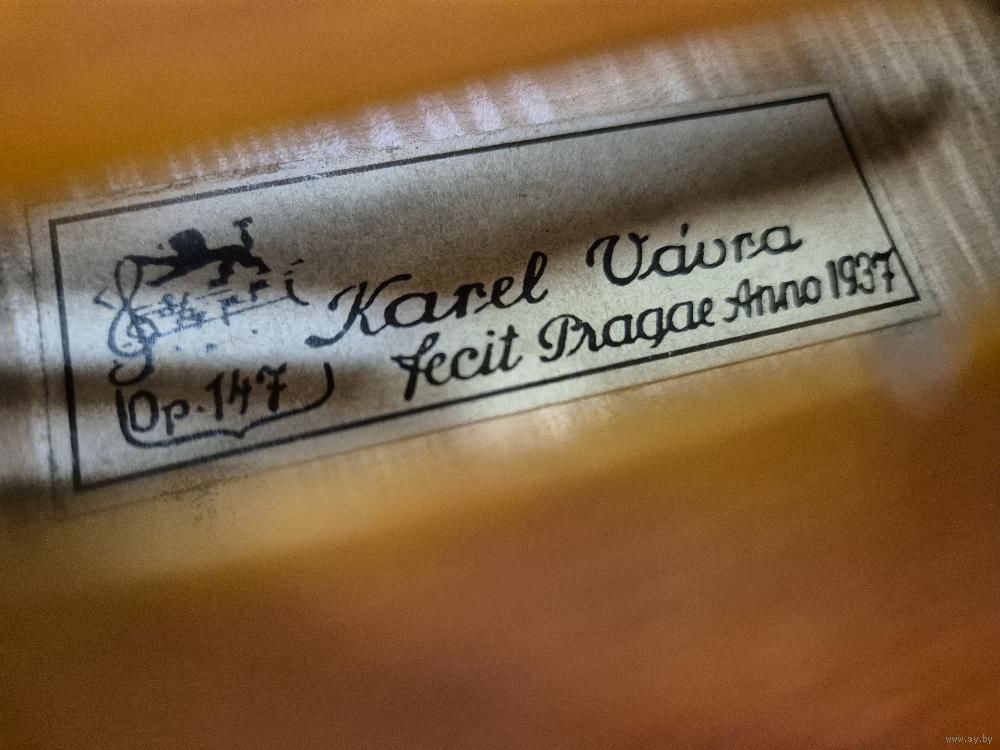 Karel Vávra
fecit Pragae Anno 1937
Op. 147
www.ay.by